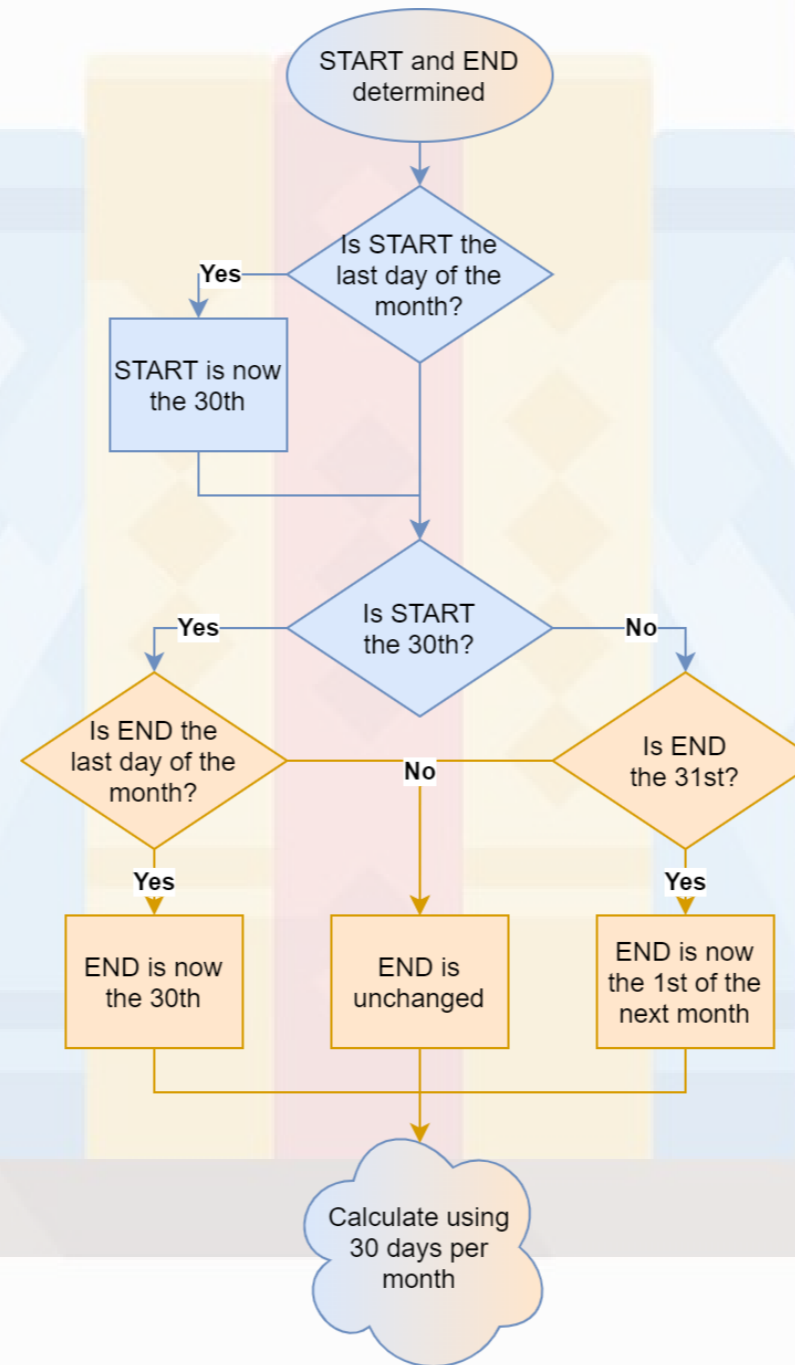 START and END
determined
Is START the
last day of the
month?
Yes
START is now
the 30th
Is START
the 30th?
Yes
No
Is END the
last day of the
month?
No
Is END
the 31st?
Yes
Yes
END is now
the 30th
END is
unchanged
END is now
the 1st of the
next month
Calculate using
30 days per
month